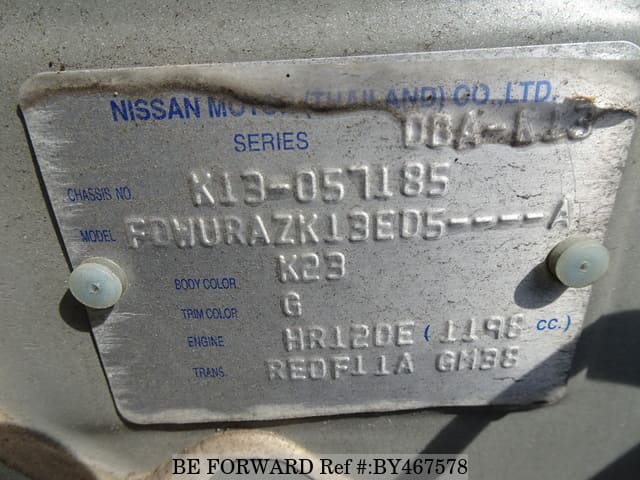 NISSAN MOTOR (THAILAND) CO.,LTD.
SERIES DBA-K13
CHASSIS NO. K13-057185
MODEL FDWURAZK13ED5----A
BODY COLOR K23
TRIM COLOR G
ENGINE HR12DE (1198 CC.)
TRANS. RE0F11A GM38
BE FORWARD Ref #:BY467578